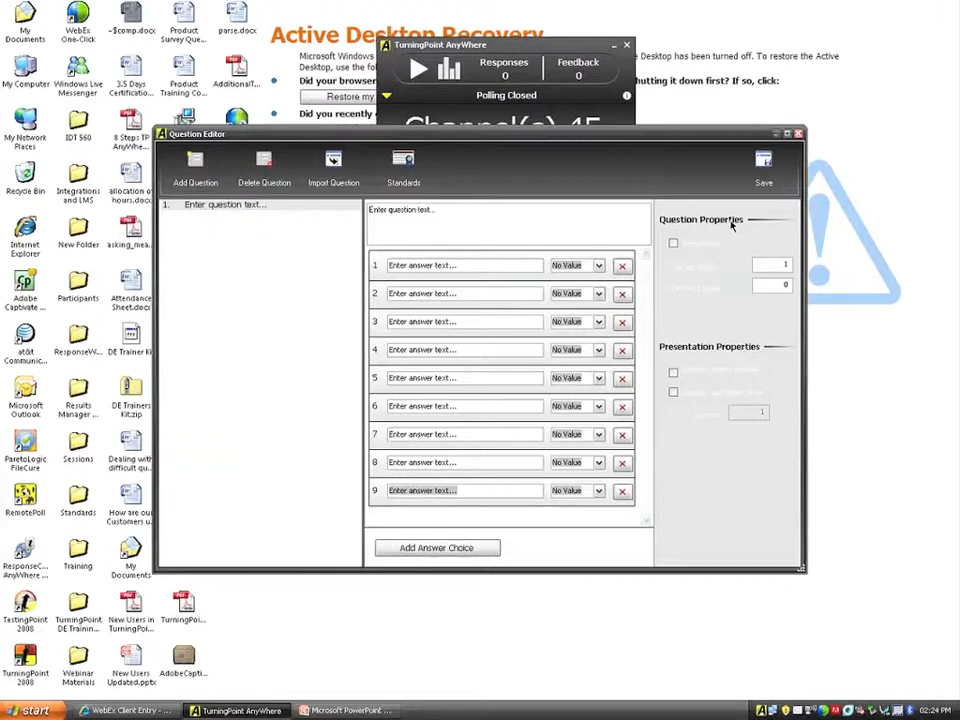 My Documents
WebEx One-Click
~$comp.docx
Product Survey Que...
parse.docx
Active Desktop Recovery
Microsoft Windows
Desktop has been turned off. To restore the Active
Desktop, use the fol
Did your browser
hutting it down first? If so, click:
Restore my
Did you recently
TurningPoint AnyWhere
Responses
0
Feedback
0
Polling Closed
Channel(s) 45
My Computer
Windows Live Messenger
3.5 Days Certificatio...
Product Training Co...
AdditionalT...
My Network Places
IDT 560
8 Steps TP AnyWhe...
Recycle Bin
Integrations and LMS
allocation of hours.docx
Internet Explorer
New Folder
asking_mea...
Adobe Captivate ...
Participants
Attendance Sheet.docx
at&t Communic...
ResponseW...
DE Trainer Kit
Microsoft Outlook
Results Manager ...
DE Trainers Kit.zip
ParetoLogic FileCure
Sessions
Dealing with difficult qu...
RemotePoll
Standards
How are our Customers u...
ResponseC... AnyWhere
Training
My Documents
TestingPoint 2008
TurningPoint DE Trainin...
New Users in TurningPoi...
TurningPoi...
TurningPoint 2008
Webinar Materials
New Users Updated.pptx
AdobeCapti...
Question Editor
Add Question
Delete Question
Import Question
Standards
Save
1. Enter question text...
Enter question text...
1 Enter answer text... No Value
2 Enter answer text... No Value
3 Enter answer text... No Value
4 Enter answer text... No Value
5 Enter answer text... No Value
6 Enter answer text... No Value
7 Enter answer text... No Value
8 Enter answer text... No Value
9 Enter answer text... No Value
Add Answer Choice
Question Properties
1
0
Presentation Properties
1
start
WebEx Client Entry - ...
TurningPoint AnyWhere
Microsoft PowerPoint ...
02:24 PM